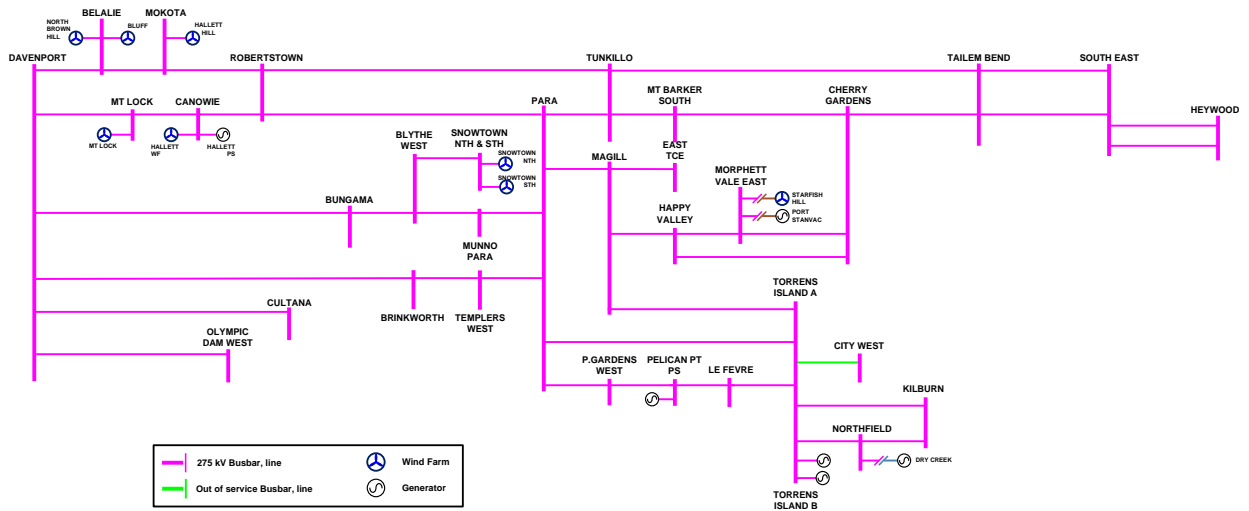 NORTH
BROWN
HILL
BELALIE
BLUFF
MOKOTA
HALLETT
HILL
DAVENPORT
ROBERTSTOWN
TUNKILLO
TAILEM BEND
SOUTH EAST
MT LOCK
CANOWIE
PARA
MT BARKER
SOUTH
CHERRY
GARDENS
HEYWOOD
MT LOCK
HALLETT
WF
HALLETT
PS
BLYTHE
WEST
SNOWTOWN
NTH & STH
SNOWTOWN
NTH
SNOWTOWN
STH
MAGILL
EAST
TCE
MORPHETT
VALE EAST
STARFISH
HILL
PORT
STANVAC
BUNGAMA
HAPPY
VALLEY
MUNNO
PARA
CULTANA
BRINKWORTH
TEMPLERS
WEST
TORRENS
ISLAND A
OLYMPIC
DAM WEST
CITY WEST
P.GARDENS
WEST
PELICAN PT
PS
LE FEVRE
KILBURN
NORTHFIELD
DRY CREEK
TORRENS
ISLAND B
275 kV Busbar, line
Wind Farm
Out of service Busbar, line
Generator